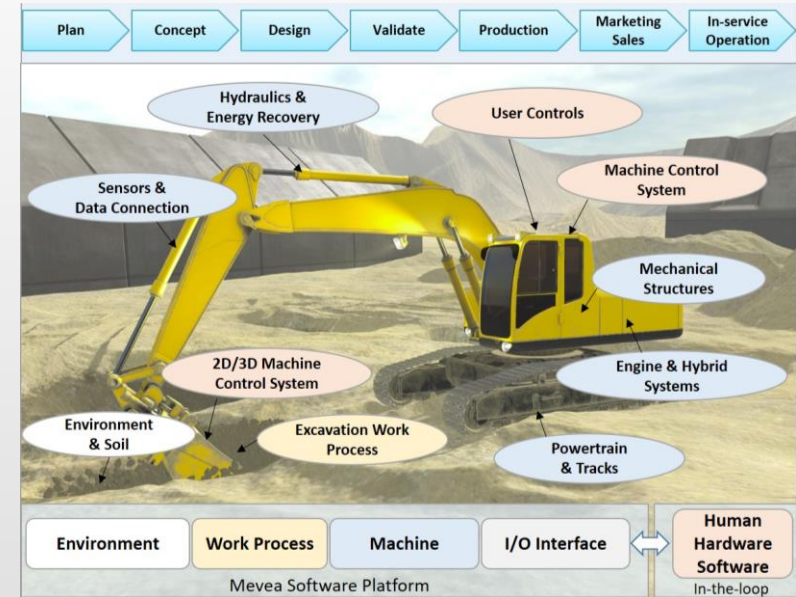 Plan
Concept
Design
Validate
Production
Marketing
Sales
In-service
Operation
Hydraulics &
Energy Recovery
User Controls
Machine Control
System
Sensors &
Data Connection
Mechanical
Structures
2D/3D Machine
Control System
Engine & Hybrid
Systems
Environment
& Soil
Excavation Work
Process
Powertrain
& Tracks
Environment
Work Process
Machine
I/O Interface
Human
Hardware
Software
Mevea Software Platform
In-the-loop